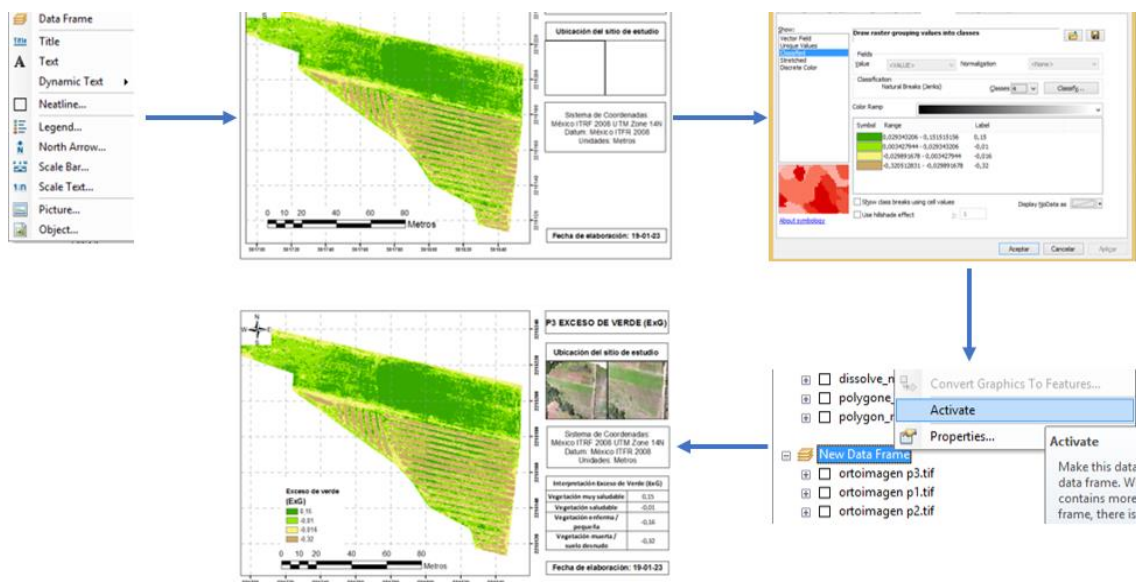 Data Frame
Title
Text
Dynamic Text
Neatline...
Legend...
North Arrow...
Scale Bar...
Scale Text...
Picture...
Object...
Ubicación del sitio de estudio
Sistema de Coordenadas
México ITRF 2008 UTM Zone 14N
Datum: México ITFR 2008
Unidades: Metros
0 10 20 40 60 80
Metros
Fecha de elaboración: 19-01-23
Show:
Vector Field
Unique Values
Classified
Stretched
Discrete Color
About symbology
Draw raster grouping values into classes
Fields
Value <VALUE> Normalization <None>
Classification
Natural Breaks (Jenks) Classes 4 Classify...
Color Ramp
Symbol Range Label
0,029343206 - 0,151515156 0,15
0,003427944 - 0,029343206 -0,01
-0,029891678 - 0,003427944 -0,016
-0,320512831 - -0,029891678 -0,32
Show class breaks using cell values
Display NoData as
Use hillshade effect Z: 1
Aceptar Cancelar Aplicar
dissolve_
polygone_
polygon_
New Data Frame
ortoimagen p3.tif
ortoimagen p1.tif
ortoimagen p2.tif
Convert Graphics To Features...
Activate
Properties...
Activate
Make this data
data frame. W
contains more
frame, there is
N
W E
S
P3 EXCESO DE VERDE (ExG)
Ubicación del sitio de estudio
Sistema de Coordenadas
México ITRF 2008 UTM Zone 14N
Datum: México ITFR 2008
Unidades: Metros
Interpretación Exceso de Verde (ExG)
Vegetación muy saludable 0,15
Vegetación saludable -0,01
Vegetación enferma / pequeña -0,16
Vegetación muerta / suelo desnudo -0,32
Exceso de verde
(ExG)
0.15
-0.01
-0.016
-0.32
0 10 20 40 60 80
Metros
Fecha de elaboración: 19-01-23